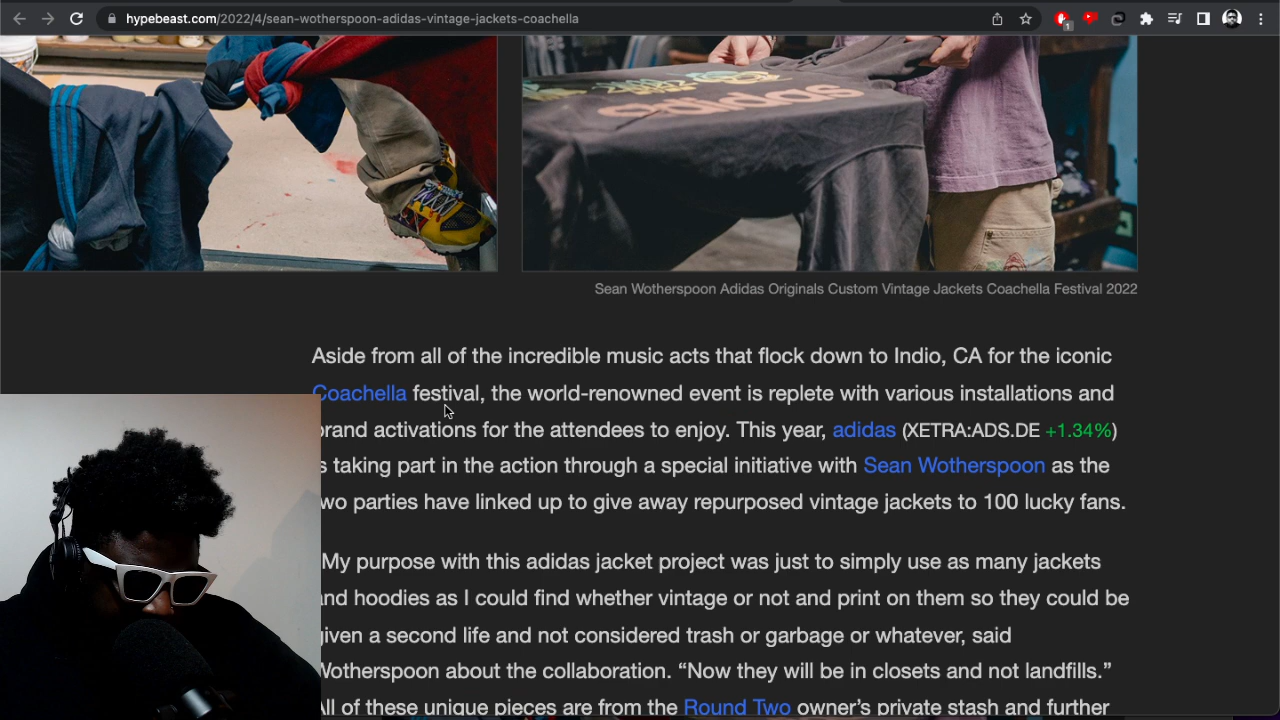 hypebeast.com/2022/4/sean-wotherspoon-adidas-vintage-jackets-coachella
1
adidas
Sean Wotherspoon Adidas Originals Custom Vintage Jackets Coachella Festival 2022
Aside from all of the incredible music acts that flock down to Indio, CA for the iconic
Coachella festival, the world-renowned event is replete with various installations and
brand activations for the attendees to enjoy. This year, adidas (XETRA:ADS.DE +1.34%)
s taking part in the action through a special initiative with Sean Wotherspoon as the
wo parties have linked up to give away repurposed vintage jackets to 100 lucky fans.
My purpose with this adidas jacket project was just to simply use as many jackets
and hoodies as I could find whether vintage or not and print on them so they could be
given a second life and not considered trash or garbage or whatever, said
Wotherspoon about the collaboration. “Now they will be in closets and not landfills.”
All of these unique pieces are from the Round Two owner’s private stash and further